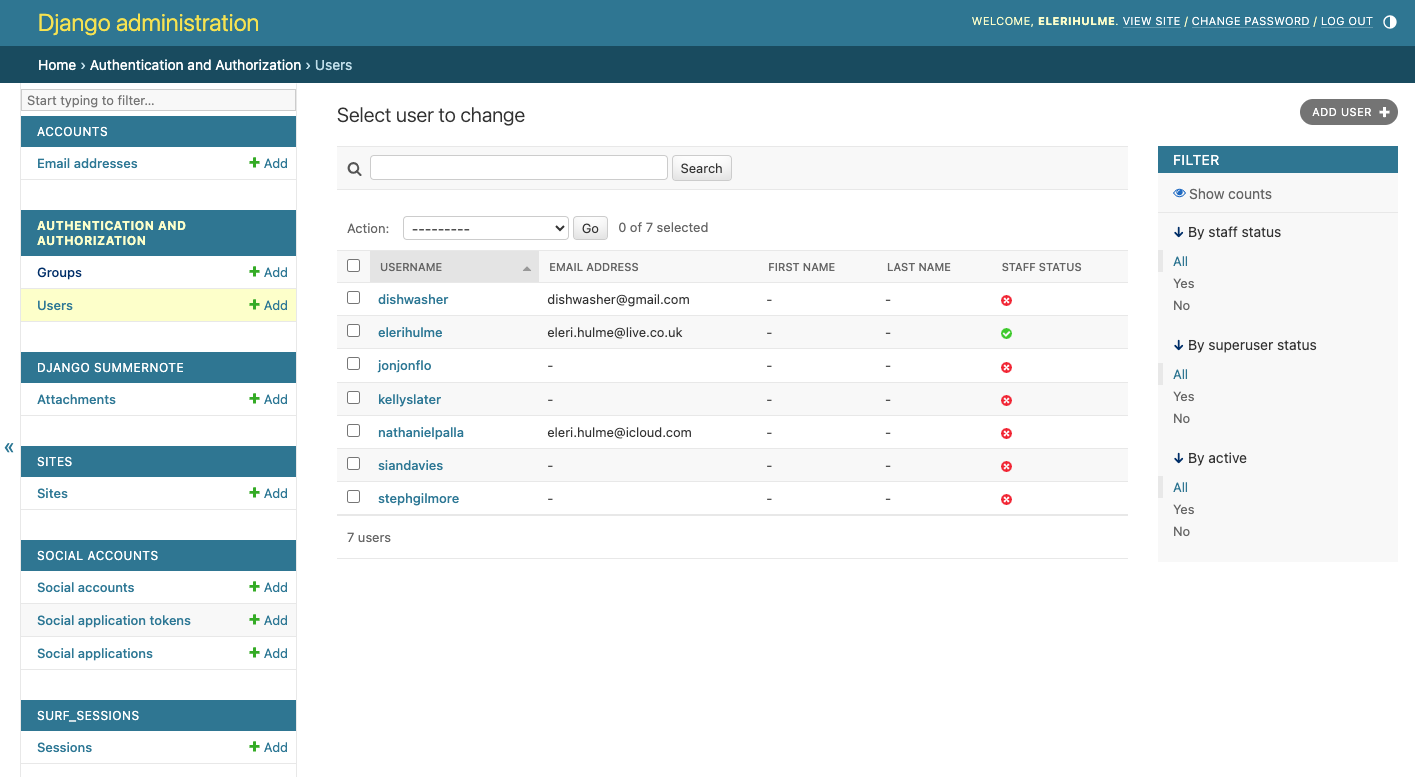 Django administration
WELCOME, ELERIHULME. VIEW SITE / CHANGE PASSWORD / LOG OUT
Home › Authentication and Authorization › Users
Start typing to filter...
ACCOUNTS
Email addresses Add
AUTHENTICATION AND
AUTHORIZATION
Groups Add
Users Add
DJANGO SUMMERNOTE
Attachments Add
«
SITES
Sites Add
SOCIAL ACCOUNTS
Social accounts Add
Social application tokens Add
Social applications Add
SURF_SESSIONS
Sessions Add
Select user to change
ADD USER
Search
Action: --------- Go 0 of 7 selected
USERNAME EMAIL ADDRESS FIRST NAME LAST NAME STAFF STATUS
dishwasher dishwasher@gmail.com - -
elerihulme eleri.hulme@live.co.uk - -
jonjonflo - - -
kellyslater - - -
nathanielpalla eleri.hulme@icloud.com - -
siandavies - - -
stephgilmore - - -
7 users
FILTER
Show counts
By staff status
All
Yes
No
By superuser status
All
Yes
No
By active
All
Yes
No